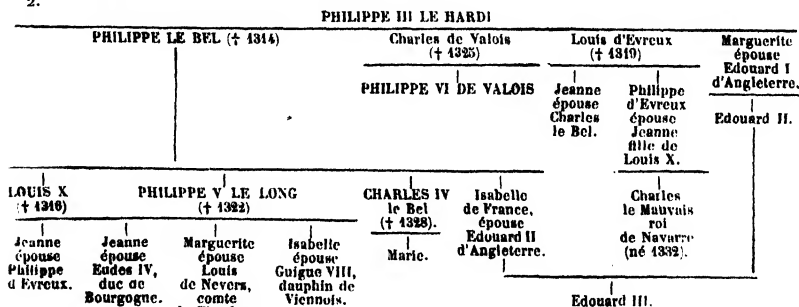 2.
PHILIPPE III LE HARDI
PHILIPPE LE BEL († 1314)
Charles de Valois
(† 1325)
PHILIPPE VI DE VALOIS
Louis d'Evreux
(† 1319)
Jeanne
épouse
Charles
le Bel.
Philippe
d'Evreux
épouse
Jeanne
fille de
Louis X.
Marguerite
épouse
Edouard I
d'Angleterre.
Edouard II.
LOUIS X
(† 1316)
PHILIPPE V LE LONG
(† 1322)
CHARLES IV
le Bel
(† 1328).
Marie.
Isabelle
de France,
épouse
Edouard II
d'Angleterre.
Charles
le Mauvais
roi
de Navarre
(né 1332).
Jeanne
épouse
Philippe
d'Evreux.
Jeanne
épouse
Eudes IV,
duc de
Bourgogne.
Marguerite
épouse
Louis
de Nevers,
comte
Isabelle
épouse
Guigue VIII,
dauphin de
Viennois.
Edouard III.